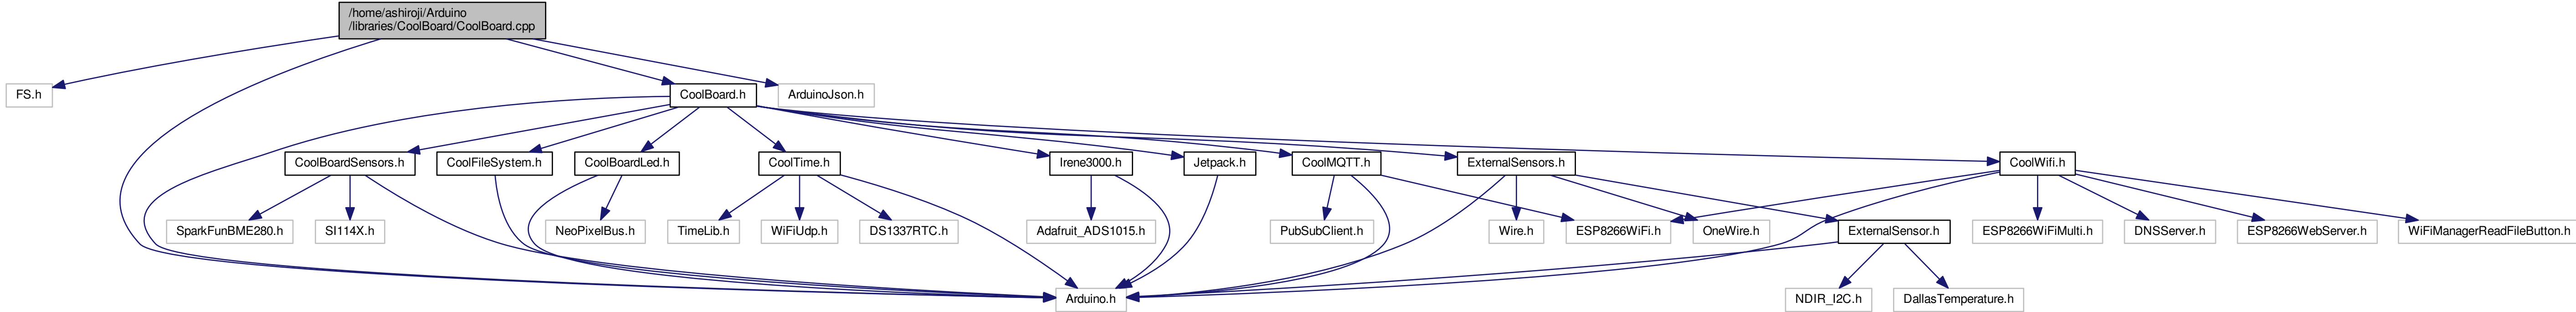 /home/ashiroji/Arduino
/libraries/CoolBoard/CoolBoard.cpp
FS.h
CoolBoard.h
ArduinoJson.h
CoolBoardSensors.h
CoolFileSystem.h
CoolBoardLed.h
CoolTime.h
Irene3000.h
Jetpack.h
CoolMQTT.h
ExternalSensors.h
CoolWifi.h
SparkFunBME280.h
SI114X.h
NeoPixelBus.h
TimeLib.h
WiFiUdp.h
DS1337RTC.h
Adafruit_ADS1015.h
PubSubClient.h
Wire.h
ESP8266WiFi.h
OneWire.h
ExternalSensor.h
ESP8266WiFiMulti.h
DNSServer.h
ESP8266WebServer.h
WiFiManagerReadFileButton.h
Arduino.h
NDIR_I2C.h
DallasTemperature.h